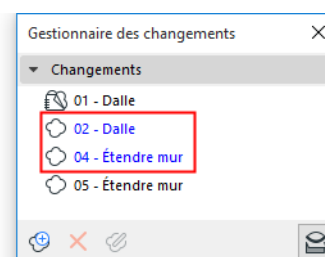 Gestionnaire des changements
Changements
01 - Dalle
02 - Dalle
04 - Étendre mur
05 - Étendre mur